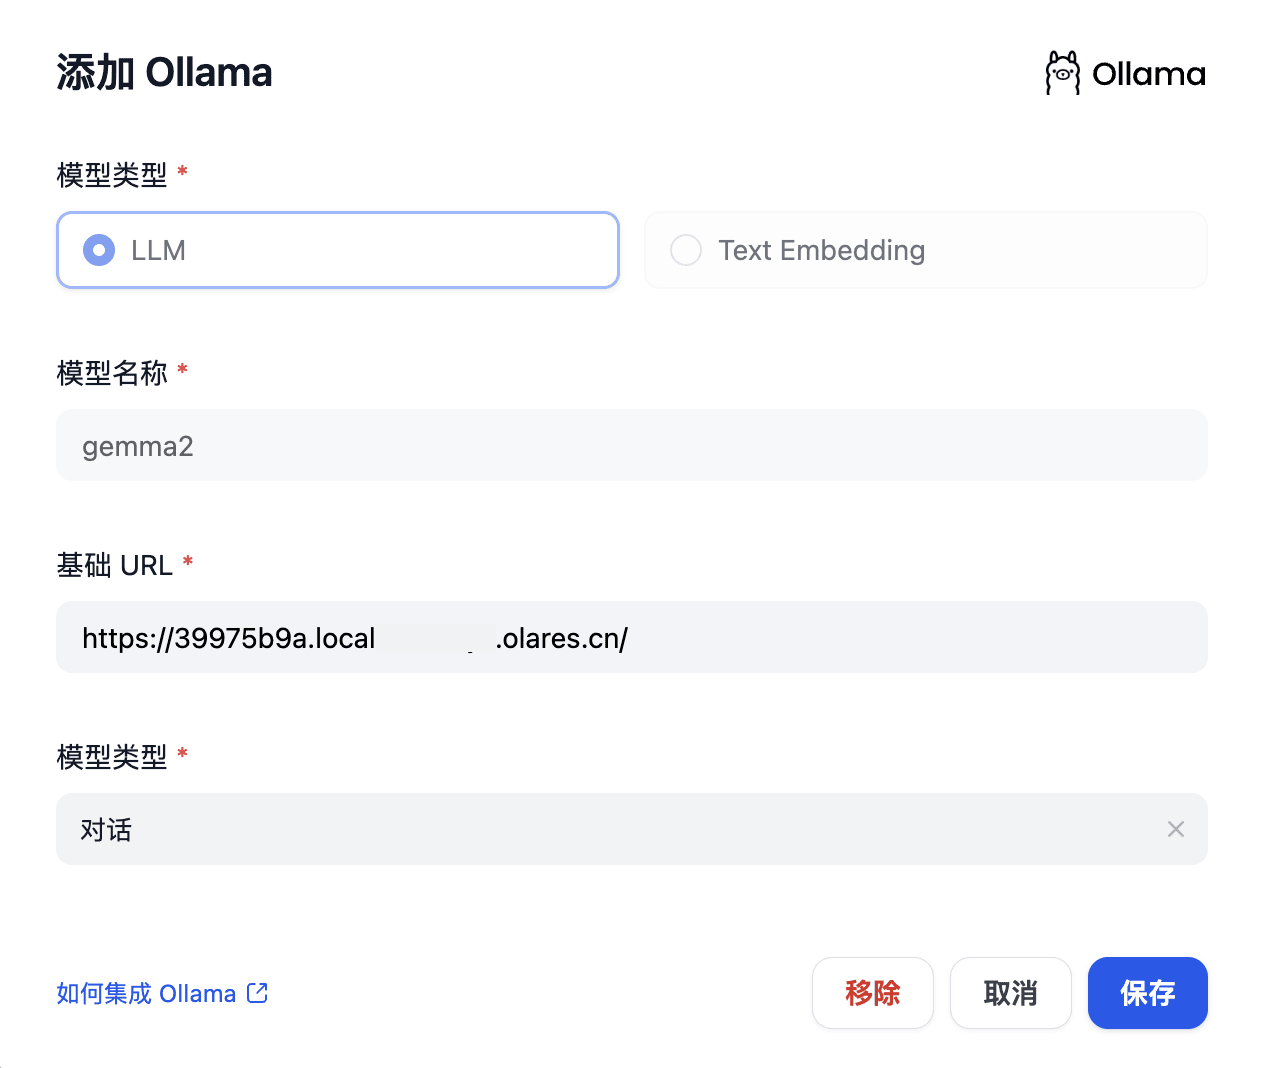 添加 Ollama
Ollama
模型类型 *
LLM
Text Embedding
模型名称 *
gemma2
基础 URL *
https://39975b9a.local .olares.cn/
模型类型 *
对话
如何集成 Ollama
移除
取消
保存